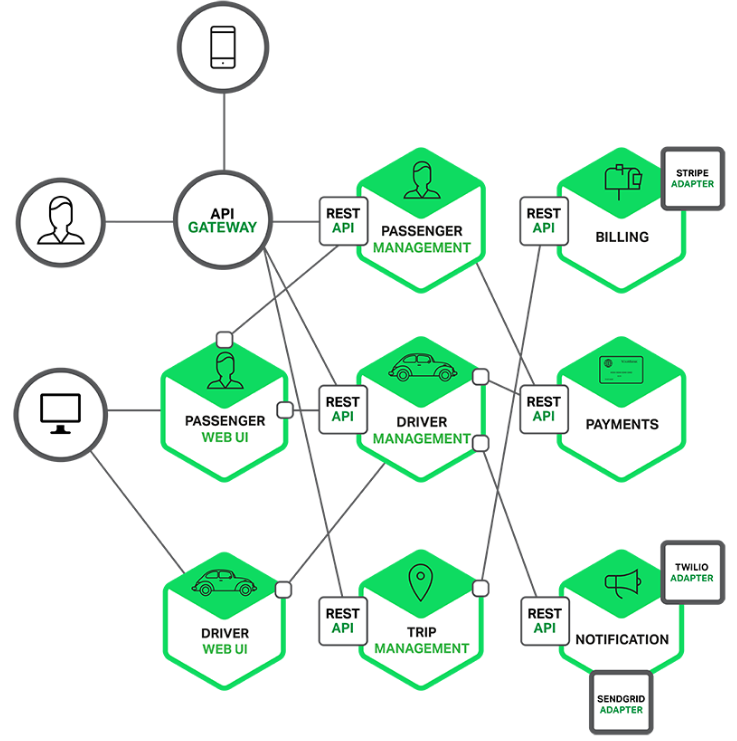 API
GATEWAY
REST
API
PASSENGER
MANAGEMENT
REST
API
BILLING
STRIPE
ADAPTER
PASSENGER
WEB UI
REST
API
DRIVER
MANAGEMENT
REST
API
PAYMENTS
DRIVER
WEB UI
REST
API
TRIP
MANAGEMENT
REST
API
NOTIFICATION
TWILIO
ADAPTER
SENDGRID
ADAPTER